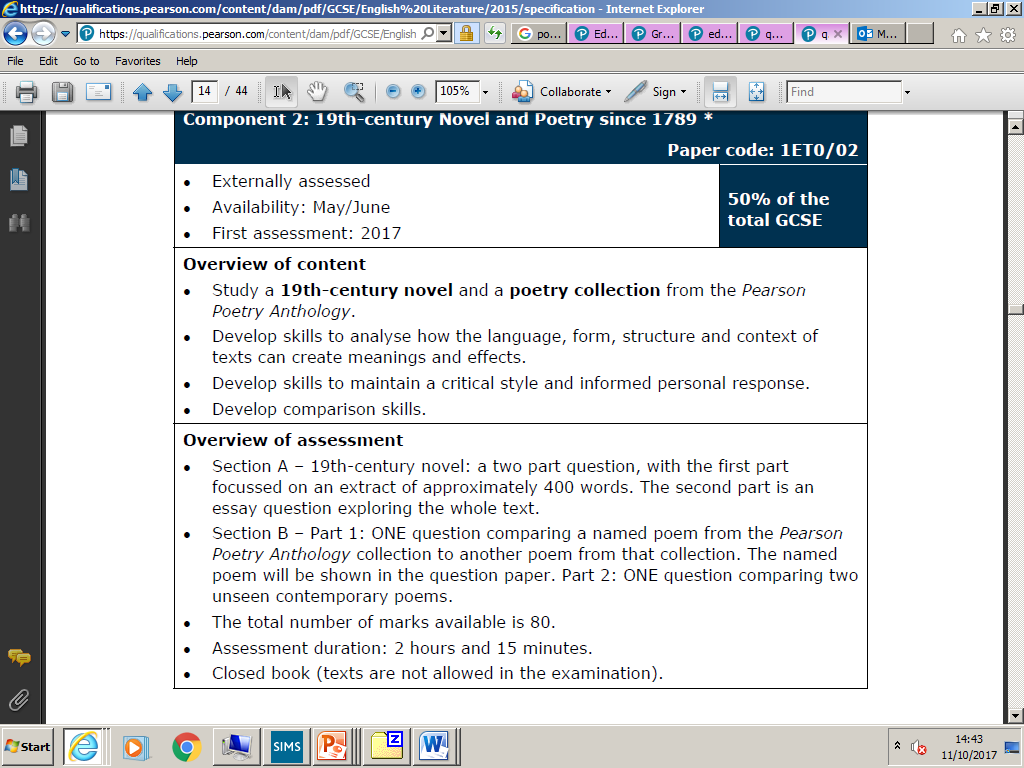 https://qualifications.pearson.com/content/dam/pdf/GCSE/English%20Literature/2015/specification - Internet Explorer
https://qualifications.pearson.com/content/dam/pdf/GCSE/English
po...
Ed...
Gr...
ed...
q...
q
M...
File Edit Go to Favorites Help
14 / 44
105%
Collaborate
Sign
Find
Component 2: 19th-century Novel and Poetry since 1789 *
Paper code: 1ET0/02
• Externally assessed
• Availability: May/June
• First assessment: 2017
50% of the
total GCSE
Overview of content
• Study a 19th-century novel and a poetry collection from the Pearson
Poetry Anthology.
• Develop skills to analyse how the language, form, structure and context of
texts can create meanings and effects.
• Develop skills to maintain a critical style and informed personal response.
• Develop comparison skills.
Overview of assessment
• Section A – 19th-century novel: a two part question, with the first part
focussed on an extract of approximately 400 words. The second part is an
essay question exploring the whole text.
• Section B – Part 1: ONE question comparing a named poem from the Pearson
Poetry Anthology collection to another poem from that collection. The named
poem will be shown in the question paper. Part 2: ONE question comparing two
unseen contemporary poems.
• The total number of marks available is 80.
• Assessment duration: 2 hours and 15 minutes.
• Closed book (texts are not allowed in the examination).
Start
SIMS
14:43
11/10/2017